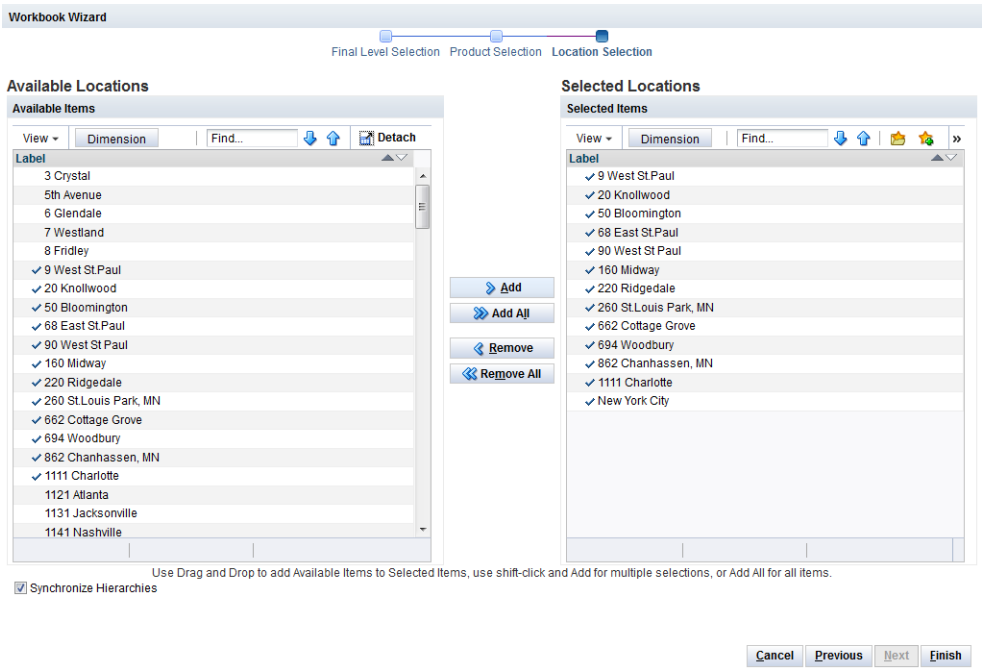 Workbook Wizard
Final Level Selection Product Selection Location Selection
Available Locations
Available Items
View Dimension Find... Detach
Label
3 Crystal
5th Avenue
6 Glendale
7 Westland
8 Fridley
9 West St.Paul
20 Knollwood
50 Bloomington
68 East St.Paul
90 West St Paul
160 Midway
220 Ridgedale
260 St.Louis Park, MN
662 Cottage Grove
694 Woodbury
862 Chanhassen, MN
1111 Charlotte
1121 Atlanta
1131 Jacksonville
1141 Nashville
Add
Add All
Remove
Remove All
Selected Locations
Selected Items
View Dimension Find... »
Label
9 West St.Paul
20 Knollwood
50 Bloomington
68 East St.Paul
90 West St Paul
160 Midway
220 Ridgedale
260 St.Louis Park, MN
662 Cottage Grove
694 Woodbury
862 Chanhassen, MN
1111 Charlotte
New York City
Use Drag and Drop to add Available Items to Selected Items, use shift-click and Add for multiple selections, or Add All for all items.
Synchronize Hierarchies
Cancel Previous Next Finish